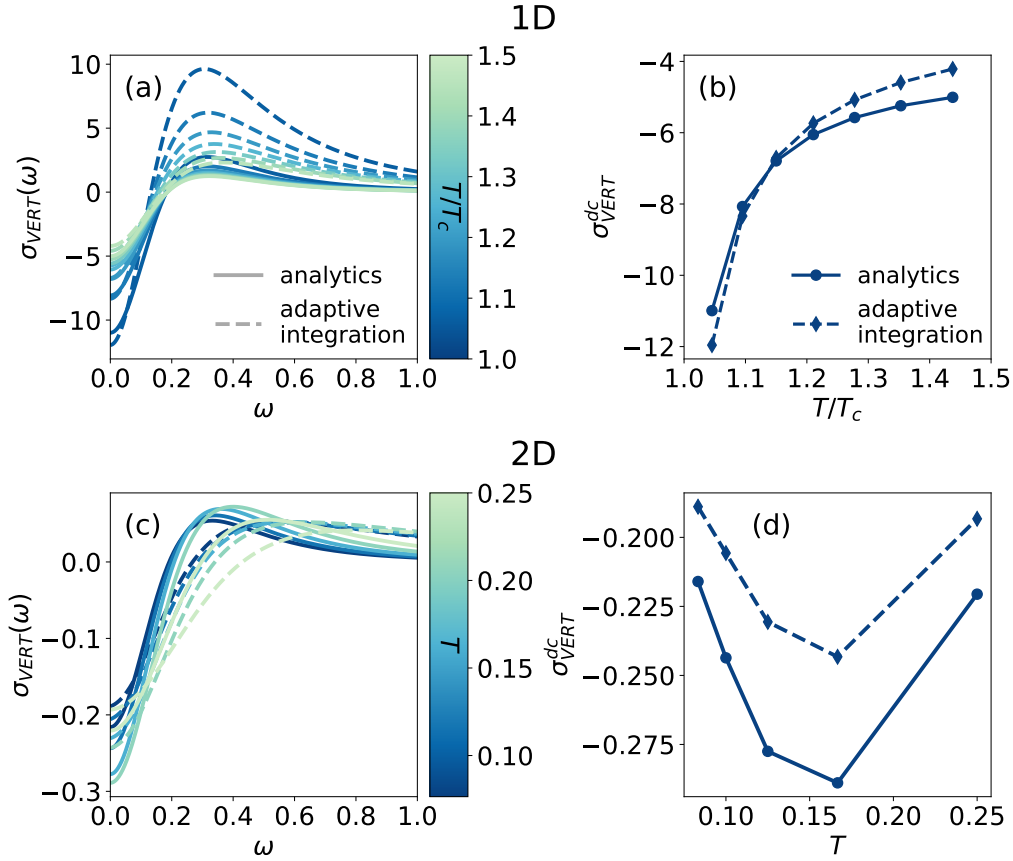 1D
(a)
σ_VERT(ω)
10
5
0
−5
−10
analytics
adaptive
integration
0.0 0.2 0.4 0.6 0.8 1.0
ω
1.5
1.4
1.3
1.2
1.1
1.0
T/T_c
(b)
σ^dc_VERT
−4
−6
−8
−10
−12
analytics
adaptive
integration
1.0 1.1 1.2 1.3 1.4 1.5
T/T_c
2D
(c)
σ_VERT(ω)
0.0
−0.1
−0.2
−0.3
0.0 0.2 0.4 0.6 0.8 1.0
ω
0.25
0.20
0.15
0.10
T
(d)
σ^dc_VERT
−0.200
−0.225
−0.250
−0.275
0.10 0.15 0.20 0.25
T